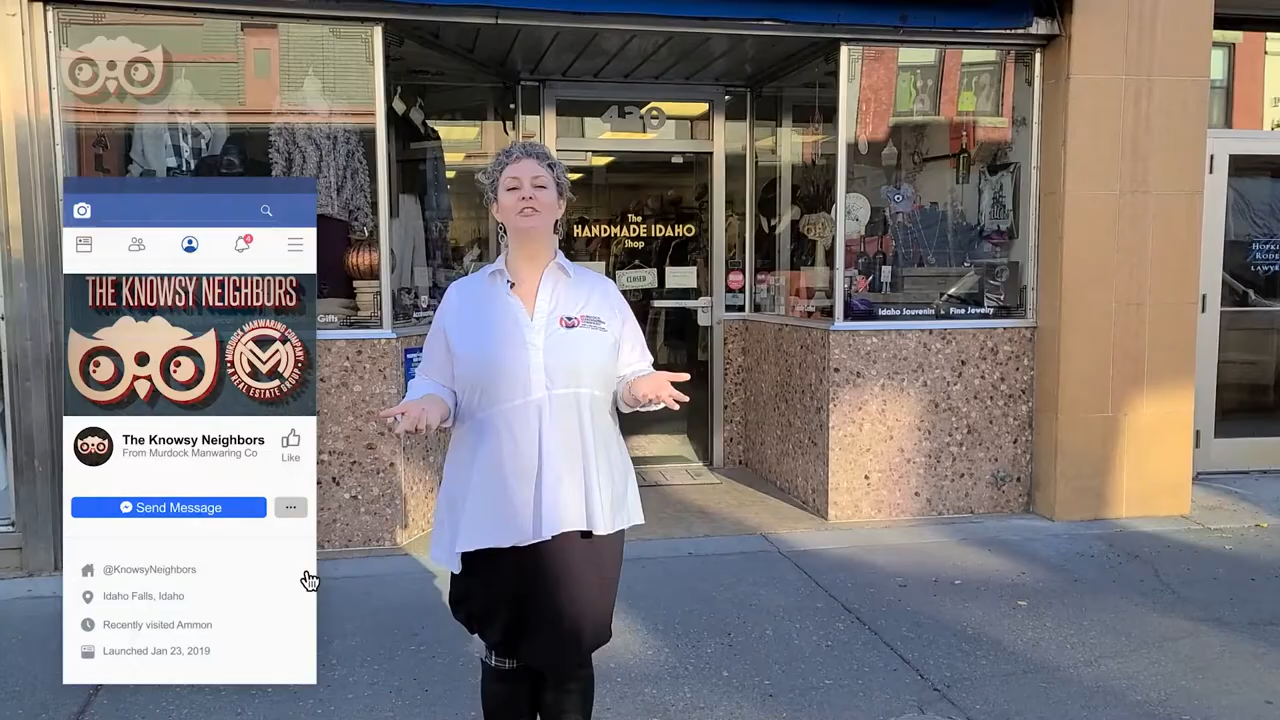 430
The
HANDMADE IDAHO
Shop
CLOSED
Gifts
Idaho Souvenirs
Fine Jewelry
LAWYE
THE KNOWSY NEIGHBORS
MURDOCK MANWARING COMPANY
A REAL ESTATE GROUP
The Knowsy Neighbors
From Murdock Manwaring Co
Like
Send Message
@KnowsyNeighbors
Idaho Falls, Idaho
Recently visited Ammon
Launched Jan 23, 2019